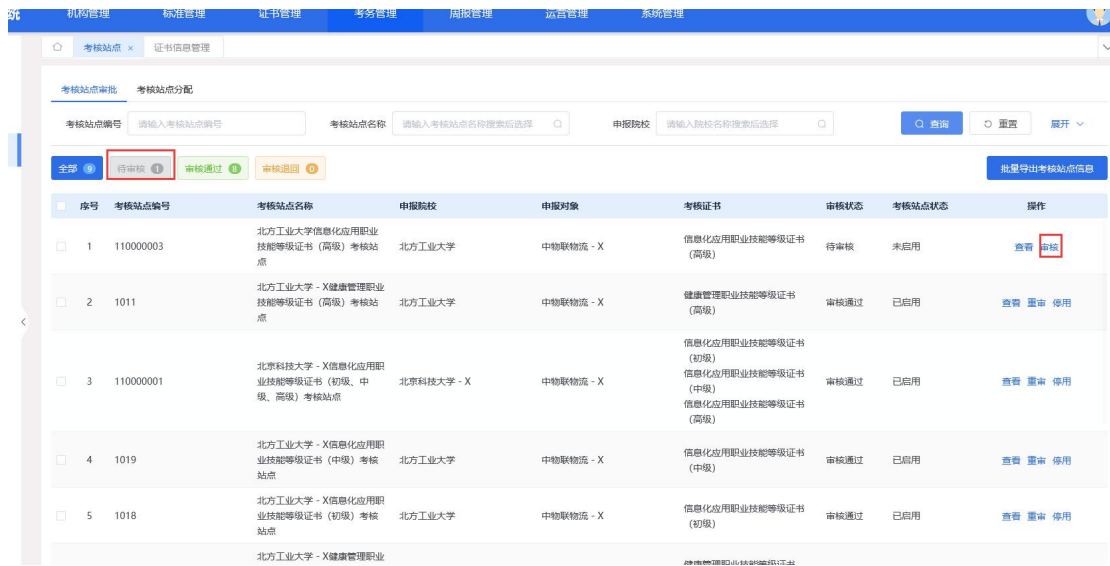 统 机构管理 标准管理 证书管理 考务管理 周报管理 运营管理 系统管理
考核站点 × 证书信息管理
考核站点审批 考核站点分配
考核站点编号 请输入考核站点编号 考核站点名称 请输入考核站点名称搜索后选择 申报院校 请输入院校名称搜索后选择 查询 重置 展开
全部 9 待审核 1 审核通过 8 审核退回 0 批量导出考核站点信息
序号 考核站点编号 考核站点名称 申报院校 申报对象 考核证书 审核状态 考核站点状态 操作
北方工业大学信息化应用职业
技能等级证书（高级）考核站
点
1 110000003 北方工业大学 中物联物流 - X
信息化应用职业技能等级证书
（高级）
待审核 未启用 查看 审核
北方工业大学 - X健康管理职业
技能等级证书（高级）考核站
点
2 1011 北方工业大学 中物联物流 - X
健康管理职业技能等级证书
（高级）
审核通过 已启用 查看 重审 停用
北京科技大学 - X信息化应用职
业技能等级证书（初级、中
级、高级）考核站点
3 110000001 北京科技大学 - X 中物联物流 - X
信息化应用职业技能等级证书
（初级）
信息化应用职业技能等级证书
（中级）
信息化应用职业技能等级证书
（高级）
审核通过 已启用 查看 重审 停用
北方工业大学 - X信息化应用职
业技能等级证书（中级）考核
站点
4 1019 北方工业大学 中物联物流 - X
信息化应用职业技能等级证书
（中级）
审核通过 已启用 查看 重审 停用
北方工业大学 - X信息化应用职
业技能等级证书（初级）考核
站点
5 1018 北方工业大学 中物联物流 - X
信息化应用职业技能等级证书
（初级）
审核通过 已启用 查看 重审 停用
北方工业大学 - X健康管理职业
健康管理职业技能等级证书